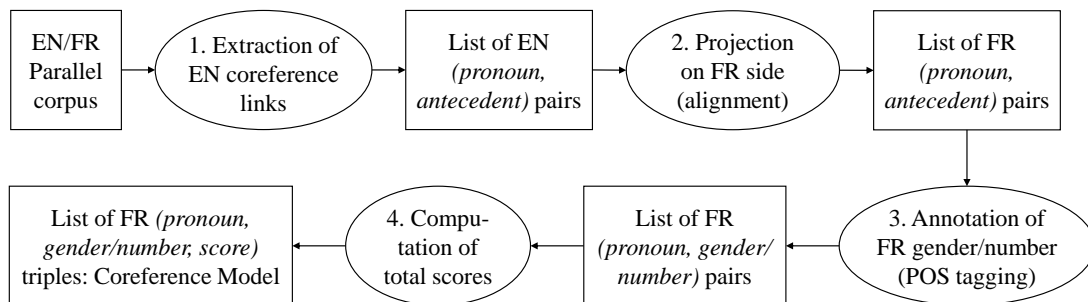 EN/FR
Parallel
corpus
1. Extraction of
EN coreference
links
List of EN
(pronoun,
antecedent) pairs
2. Projection
on FR side
(alignment)
List of FR
(pronoun,
antecedent)
pairs
3. Annotation of
FR gender/number
(POS tagging)
List of FR
(pronoun, gender/
number) pairs
4. Compu-
tation of
total scores
List of FR (pronoun,
gender/number, score)
triples: Coreference Model